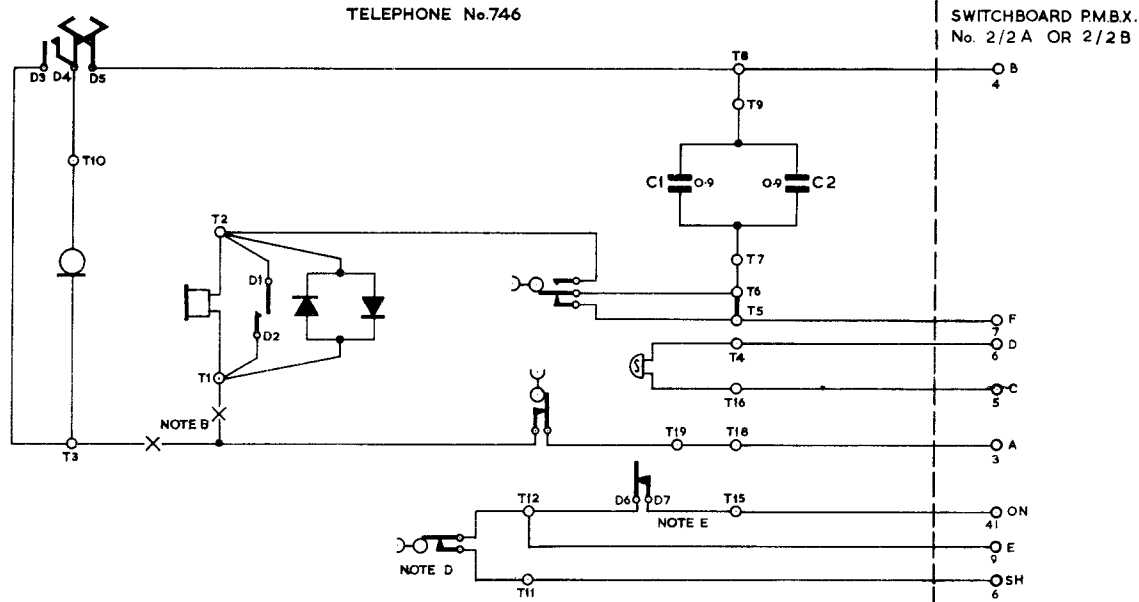 TELEPHONE No.746
SWITCHBOARD P.M.B.X.
No. 2/2A OR 2/2B
D3 D4 D5
T8
B
4
T9
T10
C1 0·9 0·9 C2
T2
T7
D1
T6
T5
F
7
D2
T4
D
6
T1
T16
C
5
NOTE B
T3
T19 T18
A
3
D6 D7
T12
T15
ON
41
NOTE E
E
9
NOTE D
T11
SH
6